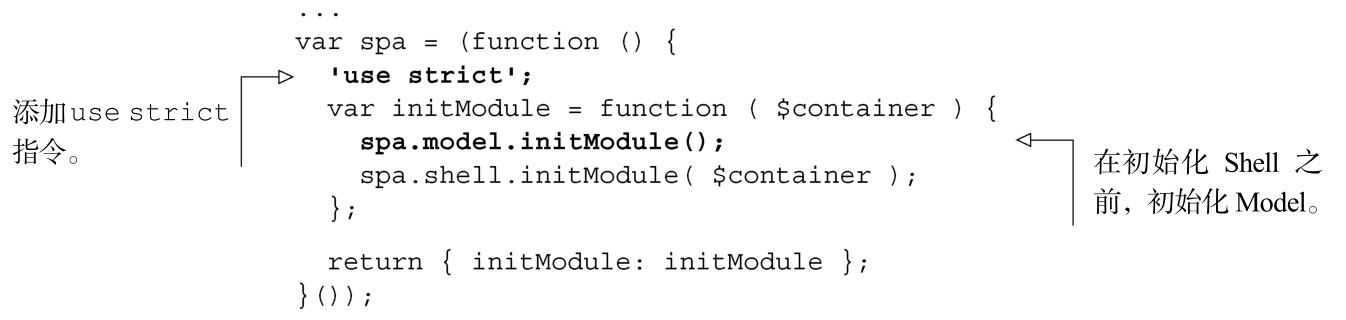 ...
var spa = (function () {
'use strict';
添加use strict
指令。
var initModule = function ( $container ) {
spa.model.initModule();
spa.shell.initModule( $container );
};
在初始化 Shell 之
前，初始化 Model。
return { initModule: initModule };
}());